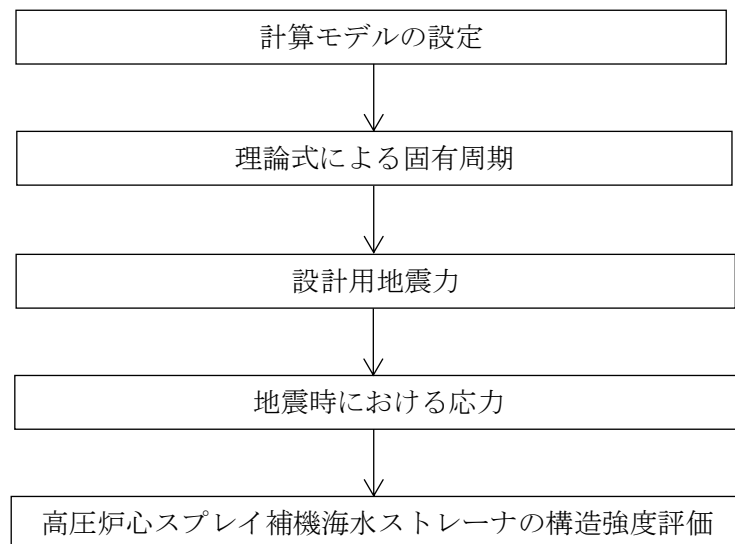 計算モデルの設定
理論式による固有周期
設計用地震力
地震時における応力
高圧炉心スプレイ補機海水ストレーナの構造強度評価